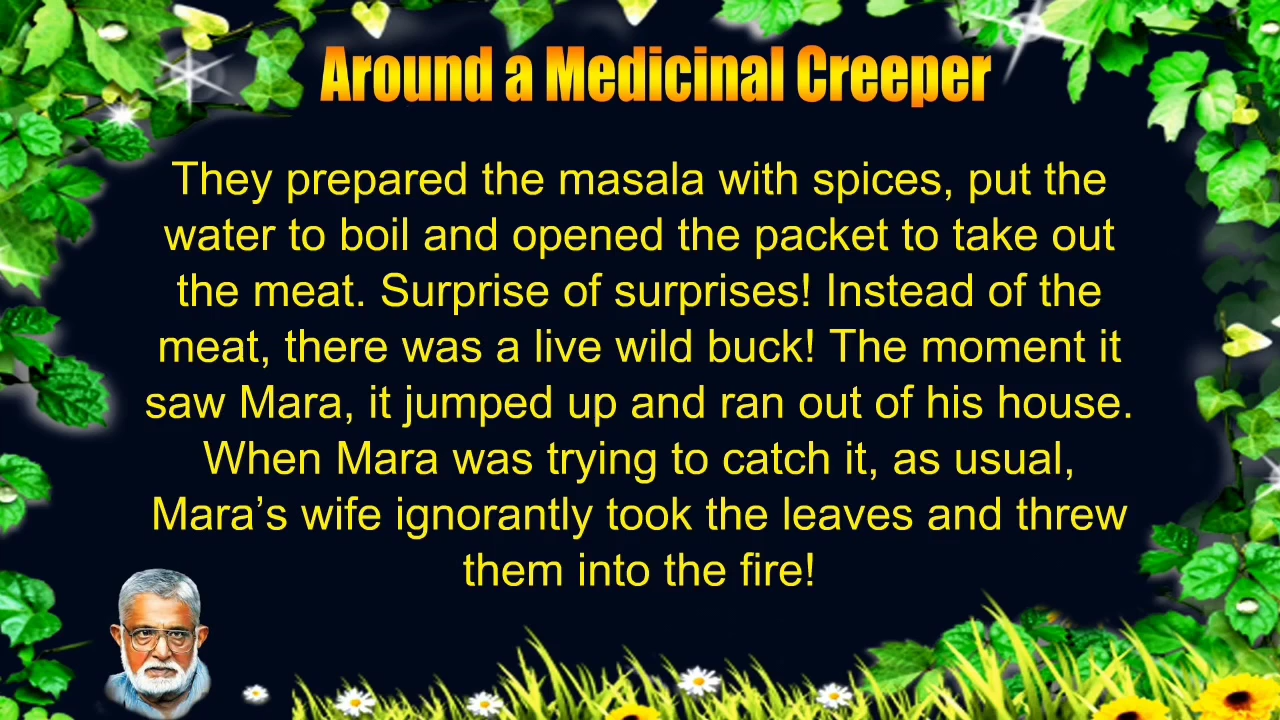 Around a Medicinal Creeper
They prepared the masala with spices, put the
water to boil and opened the packet to take out
the meat. Surprise of surprises! Instead of the
meat, there was a live wild buck! The moment it
saw Mara, it jumped up and ran out of his house.
When Mara was trying to catch it, as usual,
Mara’s wife ignorantly took the leaves and threw
them into the fire!